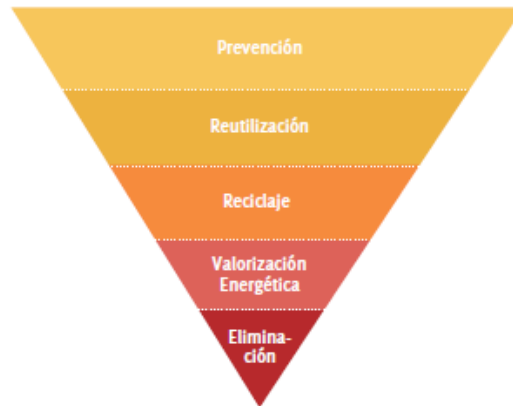 Prevención
Reutilización
Reciclaje
Valorización
Energética
Elimina-
ción